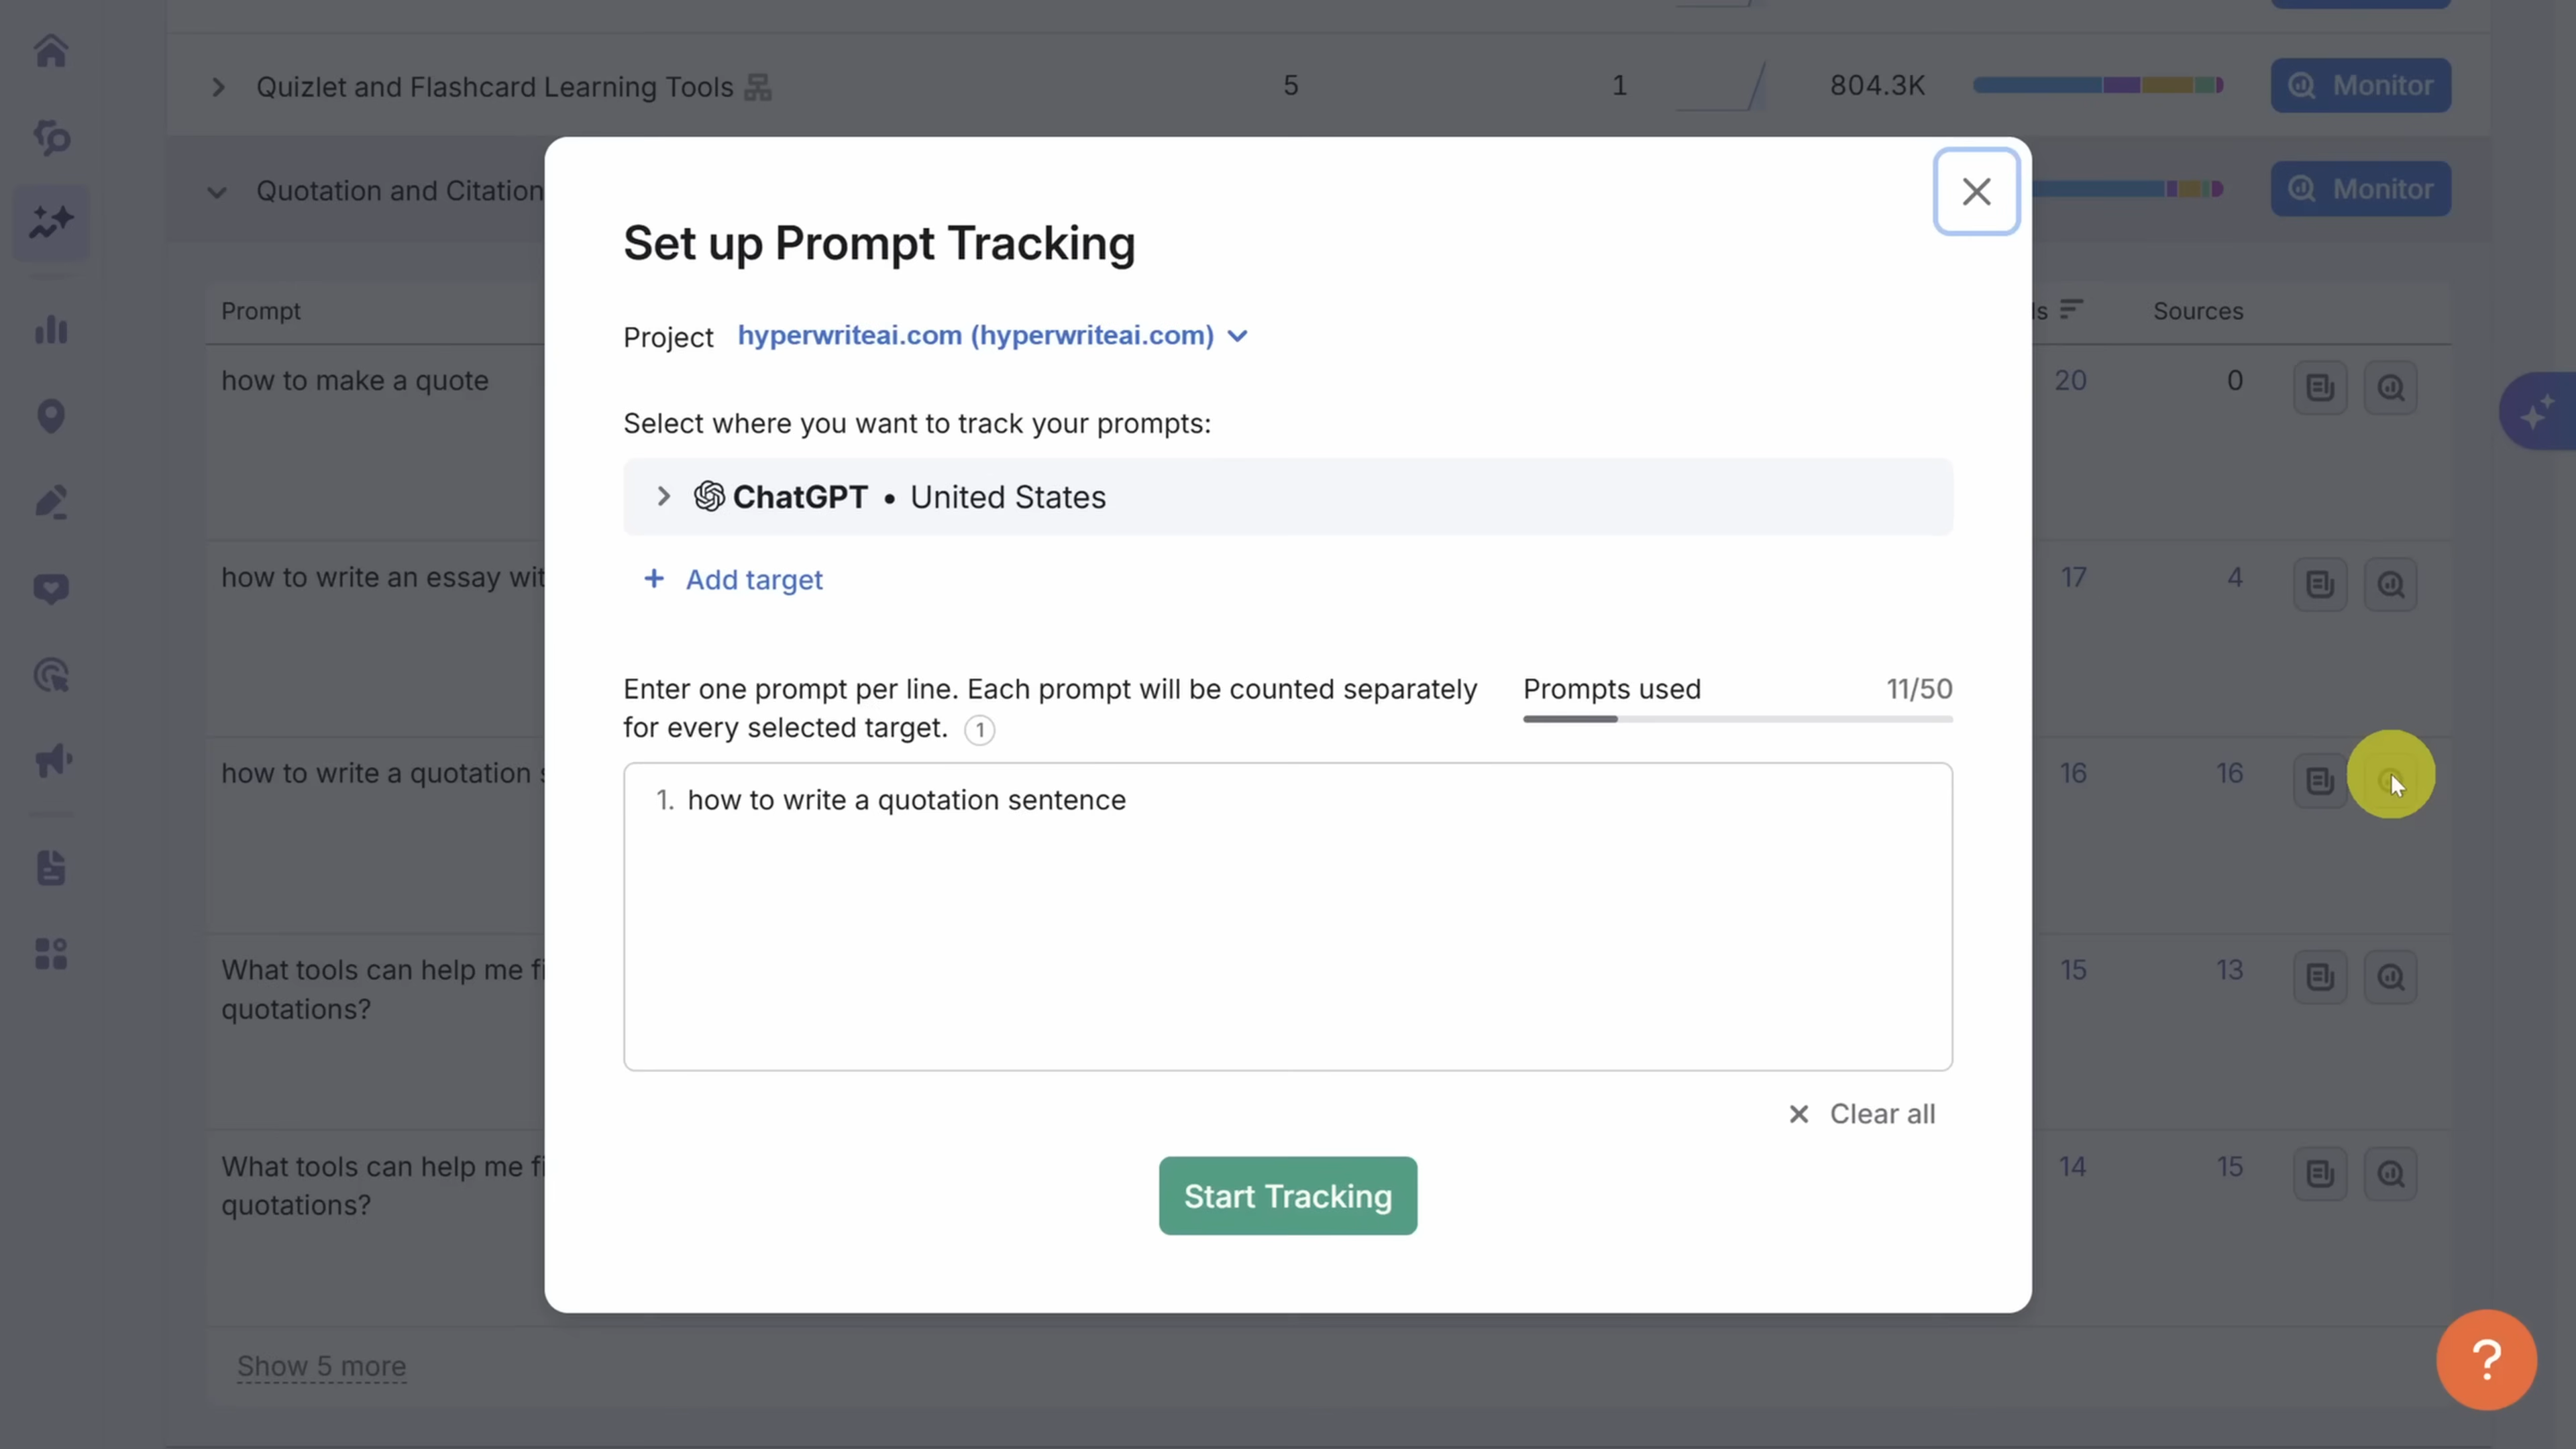 Quizlet and Flashcard Learning Tools 5 1 804.3K Monitor
Quotation and Citation Monitor
Set up Prompt Tracking
Project hyperwriteai.com (hyperwriteai.com)
Select where you want to track your prompts:
ChatGPT • United States
+ Add target
Enter one prompt per line. Each prompt will be counted separately
for every selected target. 1
Prompts used 11/50
1. how to write a quotation sentence
Clear all
Start Tracking
Prompt Sources
how to make a quote 20 0
how to write an essay 17 4
how to write a quotation 16 16
What tools can help me 15 13
quotations?
What tools can help me 14 15
quotations?
Show 5 more
?